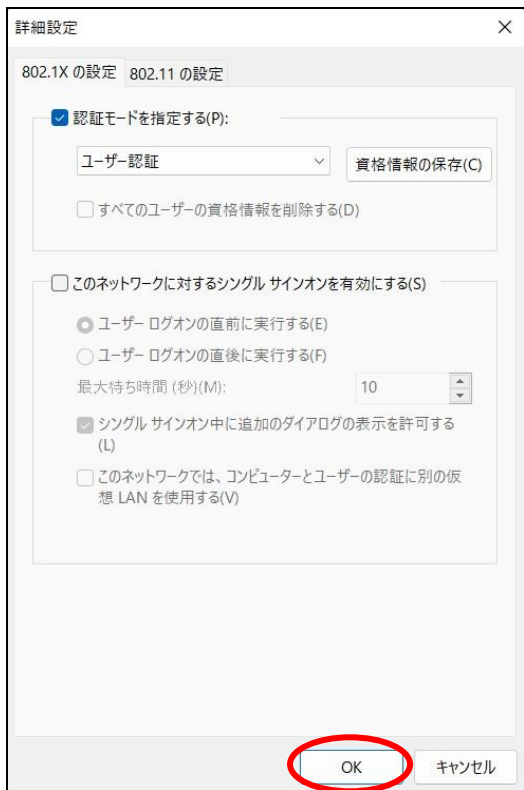 詳細設定
802.1X の設定 802.11 の設定
認証モードを指定する(P):
ユーザー認証
資格情報の保存(C)
すべてのユーザーの資格情報を削除する(D)
このネットワークに対するシングル サインオンを有効にする(S)
ユーザー ログオンの直前に実行する(E)
ユーザー ログオンの直後に実行する(F)
最大待ち時間 (秒)(M): 10
シングル サインオン中に追加のダイアログの表示を許可する
(L)
このネットワークでは、コンピューターとユーザーの認証に別の仮
想 LAN を使用する(V)
OK キャンセル